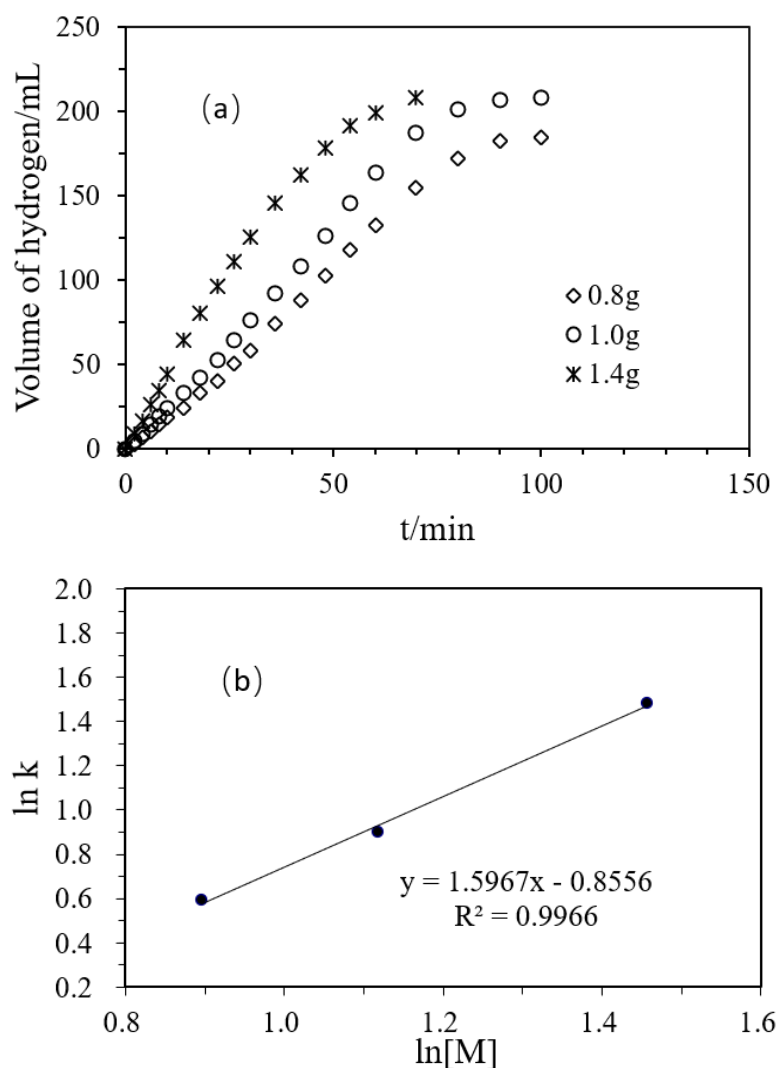 250
200
150
100
50
0
Volume of hydrogen/mL
(a)
0.8g
1.0g
1.4g
0 50 100 150
t/min
2.0
1.8
1.6
1.4
1.2
1.0
0.8
0.6
0.4
0.2
ln k
(b)
y = 1.5967x - 0.8556
R² = 0.9966
0.8 1.0 1.2 1.4 1.6
ln[M]